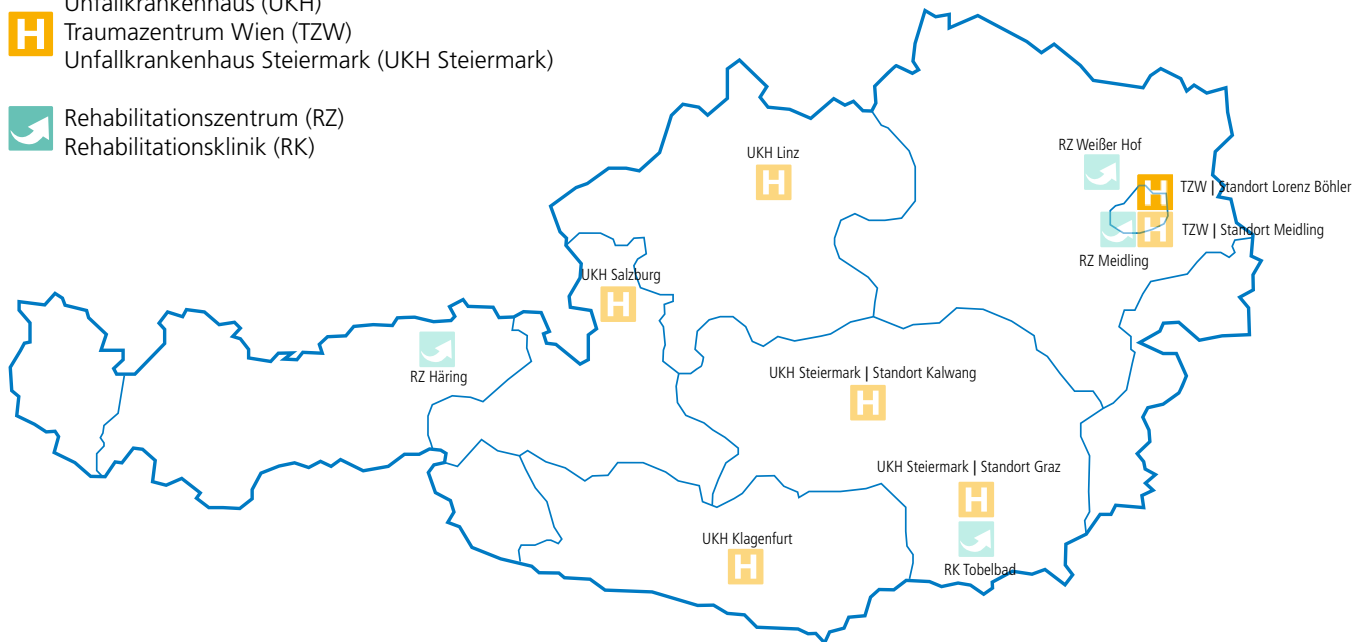 Unfallkrankenhaus (UKH)
Traumazentrum Wien (TZW)
Unfallkrankenhaus Steiermark (UKH Steiermark)
Rehabilitationszentrum (RZ)
Rehabilitationsklinik (RK)
RZ Weißer Hof
UKH Linz
H TZW | Standort Lorenz Böhler
H TZW | Standort Meidling
RZ Meidling
UKH Salzburg
H
RZ Häring
UKH Steiermark | Standort Kalwang
H
UKH Steiermark | Standort Graz
H
UKH Klagenfurt
H
RK Tobelbad